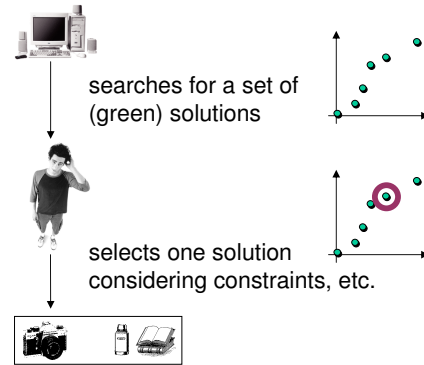 searches for a set of
(green) solutions
selects one solution
considering constraints, etc.